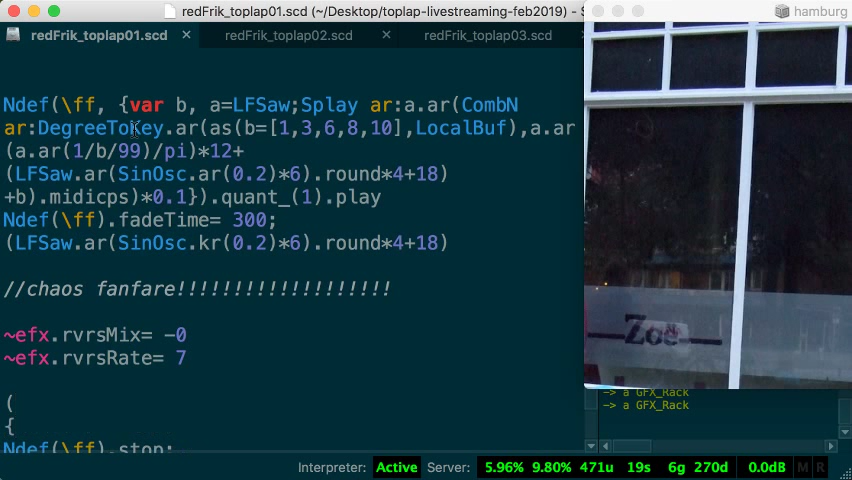 redFrik_toplap01.scd (~/Desktop/toplap-livestreaming-feb2019) - S
hamburg
redFrik_toplap01.scd
redFrik_toplap02.scd
redFrik_toplap03.scd
Ndef(\ff, {var b, a=LFSaw;Splay ar:a.ar(CombN
ar:DegreeToKey.ar(as(b=[1,3,6,8,10],LocalBuf),a.ar
(a.ar(1/b/99)/pi)*12+
(LFSaw.ar(SinOsc.ar(0.2)*6).round*4+18)
+b).midicps)*0.1}).quant_(1).play
Ndef(\ff).fadeTime= 300;
(LFSaw.ar(SinOsc.kr(0.2)*6).round*4+18)
//chaos fanfare!!!!!!!!!!!!!!!!!!!
~efx.rvrsMix= -0
~efx.rvrsRate= 7
(
{
Ndef(\ff).stop;
Zoë
-> a GFX_Rack
-> a GFX_Rack
Interpreter: Active Server: 5.96% 9.80% 471u 19s 6g 270d 0.0dB M R